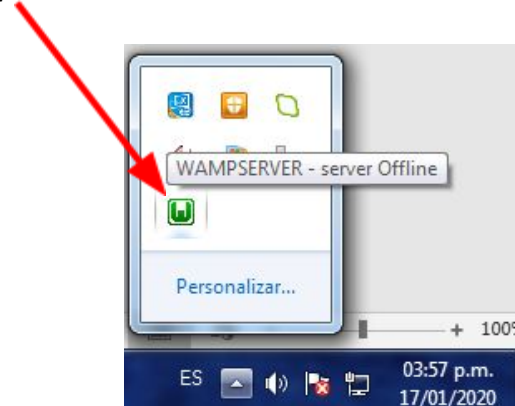 WAMPSERVER - server Offline
Personalizar...
+ 100%
ES
03:57 p.m.
17/01/2020